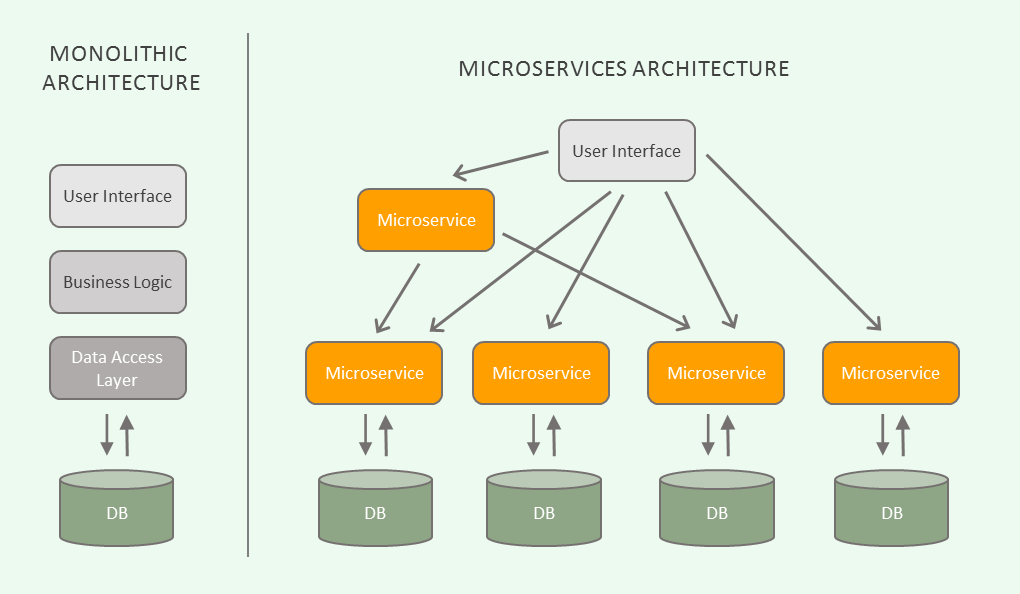 MONOLITHIC
ARCHITECTURE
User Interface
Business Logic
Data Access
Layer
DB
MICROSERVICES ARCHITECTURE
User Interface
Microservice
Microservice
Microservice
Microservice
Microservice
DB
DB
DB
DB